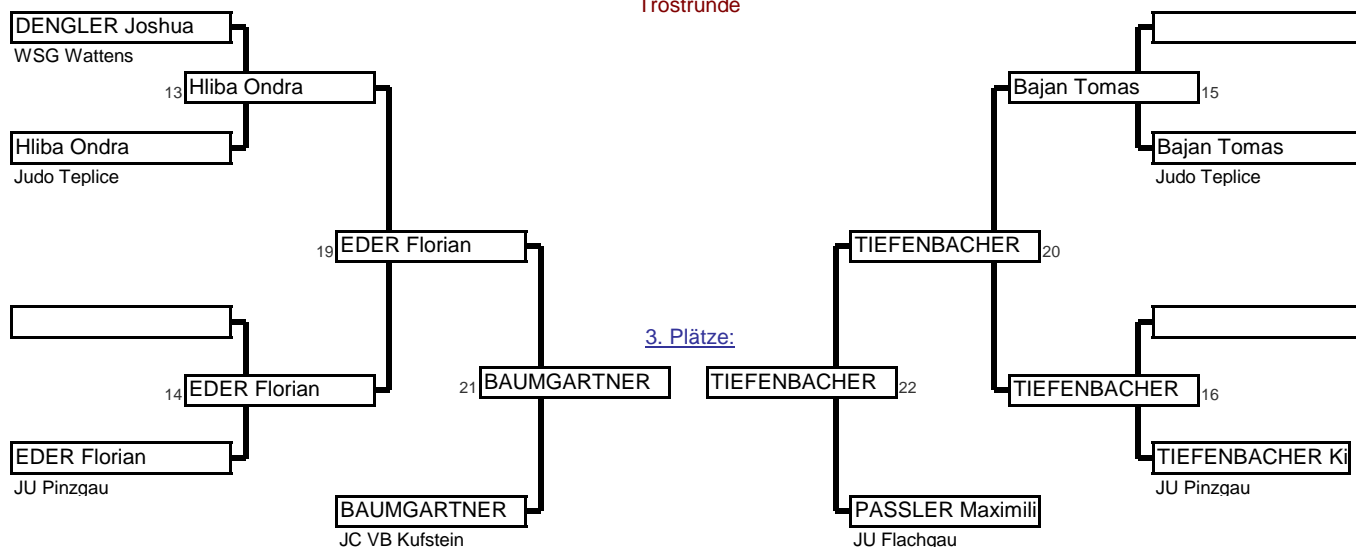 Trostrunde
DENGLER Joshua
WSG Wattens
13 Hliba Ondra
Bajan Tomas 15
Hliba Ondra
Judo Teplice
Bajan Tomas
Judo Teplice
19 EDER Florian
TIEFENBACHER 20
3. Plätze:
14 EDER Florian
21 BAUMGARTNER
TIEFENBACHER 22
TIEFENBACHER 16
EDER Florian
JU Pinzgau
TIEFENBACHER Ki
JU Pinzgau
BAUMGARTNER
JC VB Kufstein
PASSLER Maximili
JU Flachgau